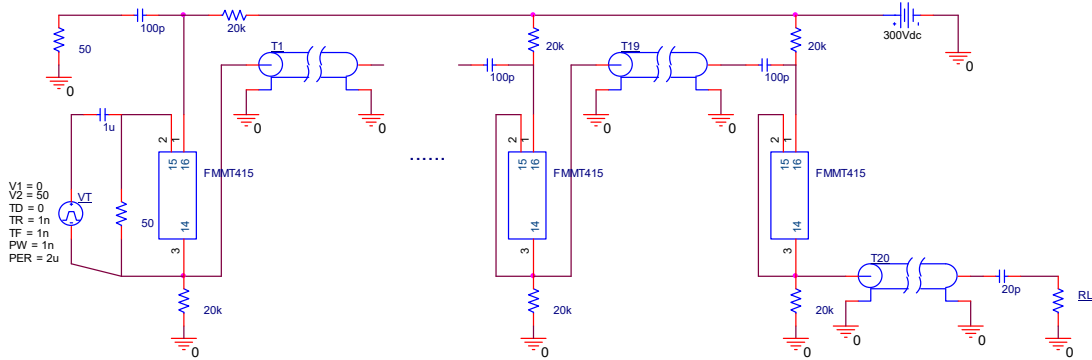 100p
20k
50
0
T1
0
0
20k
100p
T19
0
0
100p
20k
300Vdc
0
1u
2 1
15 16
FMMT415
14
3
V1 = 0
V2 = 50
TD = 0
TR = 1n
TF = 1n
PW = 1n
PER = 2u
VT
50
20k
0
......
2 1
15 16
FMMT415
14
3
20k
0
2 1
15 16
FMMT415
14
3
20k
0
T20
0
0
20p
RL
0